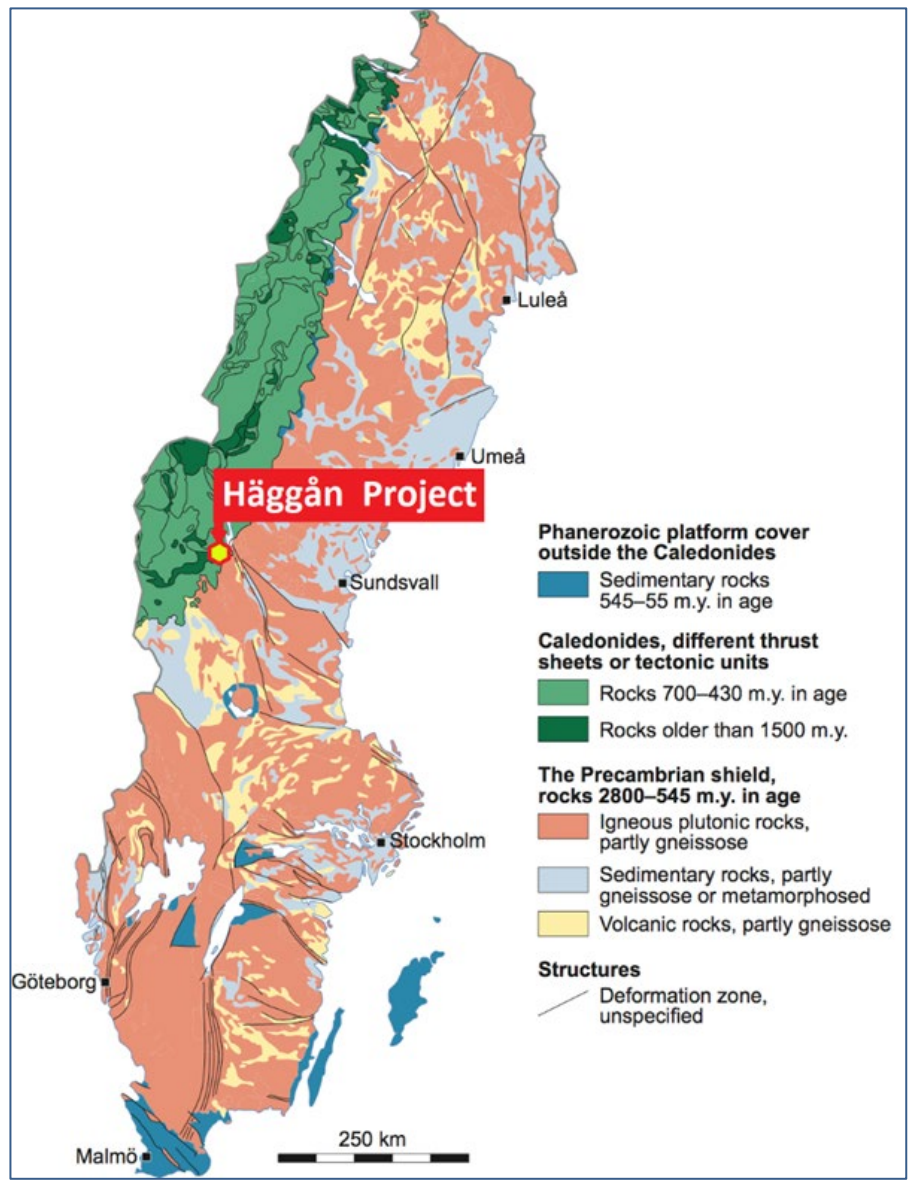 Luleå
Umeå
Häggån Project
Sundsvall
Stockholm
Göteborg
Malmö
250 km
Phanerozoic platform cover
outside the Caledonides
Sedimentary rocks
545–55 m.y. in age
Caledonides, different thrust
sheets or tectonic units
Rocks 700–430 m.y. in age
Rocks older than 1500 m.y.
The Precambrian shield,
rocks 2800–545 m.y. in age
Igneous plutonic rocks,
partly gneissose
Sedimentary rocks, partly
gneissose or metamorphosed
Volcanic rocks, partly gneissose
Structures
Deformation zone,
unspecified